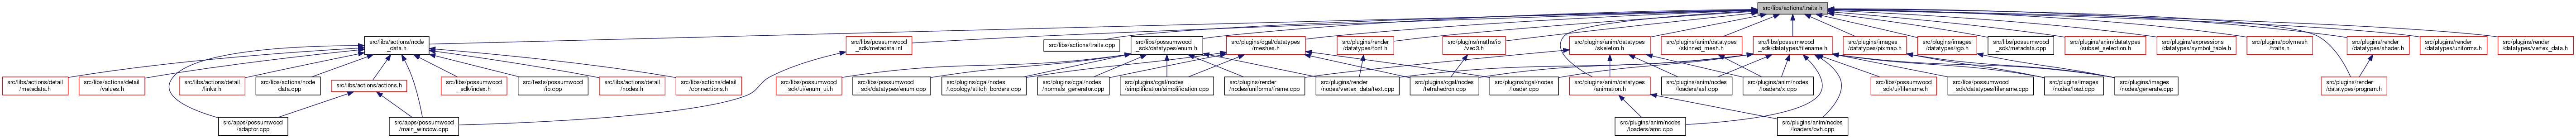 src/libs/actions/traits.h
src/libs/actions/node
_data.h
src/libs/possumwood
_sdk/metadata.inl
src/libs/actions/traits.cpp
src/libs/possumwood
_sdk/datatypes/enum.h
src/plugins/cgal/datatypes
/meshes.h
src/plugins/render
/datatypes/font.h
src/plugins/maths/io
/vec3.h
src/plugins/anim/datatypes
/skeleton.h
src/plugins/anim/datatypes
/skinned_mesh.h
src/libs/possumwood
_sdk/datatypes/filename.h
src/plugins/images
/datatypes/pixmap.h
src/plugins/images
/datatypes/rgb.h
src/libs/possumwood
_sdk/metadata.cpp
src/plugins/anim/datatypes
/subset_selection.h
src/plugins/expressions
/datatypes/symbol_table.h
src/plugins/polymesh
/traits.h
src/plugins/render
/datatypes/shader.h
src/plugins/render
/datatypes/uniforms.h
src/plugins/render
/datatypes/vertex_data.h
src/libs/actions/detail
/metadata.h
src/libs/actions/detail
/values.h
src/libs/actions/detail
/links.h
src/libs/actions/node
_data.cpp
src/libs/actions/actions.h
src/libs/possumwood
_sdk/index.h
src/tests/possumwood
/io.cpp
src/libs/actions/detail
/nodes.h
src/libs/actions/detail
/connections.h
src/libs/possumwood
_sdk/ui/enum_ui.h
src/libs/possumwood
_sdk/datatypes/enum.cpp
src/plugins/cgal/nodes
/topology/stitch_borders.cpp
src/plugins/cgal/nodes
/normals_generator.cpp
src/plugins/cgal/nodes
/simplification/simplification.cpp
src/plugins/render
/nodes/uniforms/frame.cpp
src/plugins/render
/nodes/vertex_data/text.cpp
src/plugins/cgal/nodes
/tetrahedron.cpp
src/plugins/cgal/nodes
/loader.cpp
src/plugins/anim/datatypes
/animation.h
src/plugins/anim/nodes
/loaders/asf.cpp
src/plugins/anim/nodes
/loaders/x.cpp
src/libs/possumwood
_sdk/ui/filename.h
src/libs/possumwood
_sdk/datatypes/filename.cpp
src/plugins/images
/nodes/load.cpp
src/plugins/images
/nodes/generate.cpp
src/plugins/render
/datatypes/program.h
src/apps/possumwood
/adaptor.cpp
src/apps/possumwood
/main_window.cpp
src/plugins/anim/nodes
/loaders/amc.cpp
src/plugins/anim/nodes
/loaders/bvh.cpp